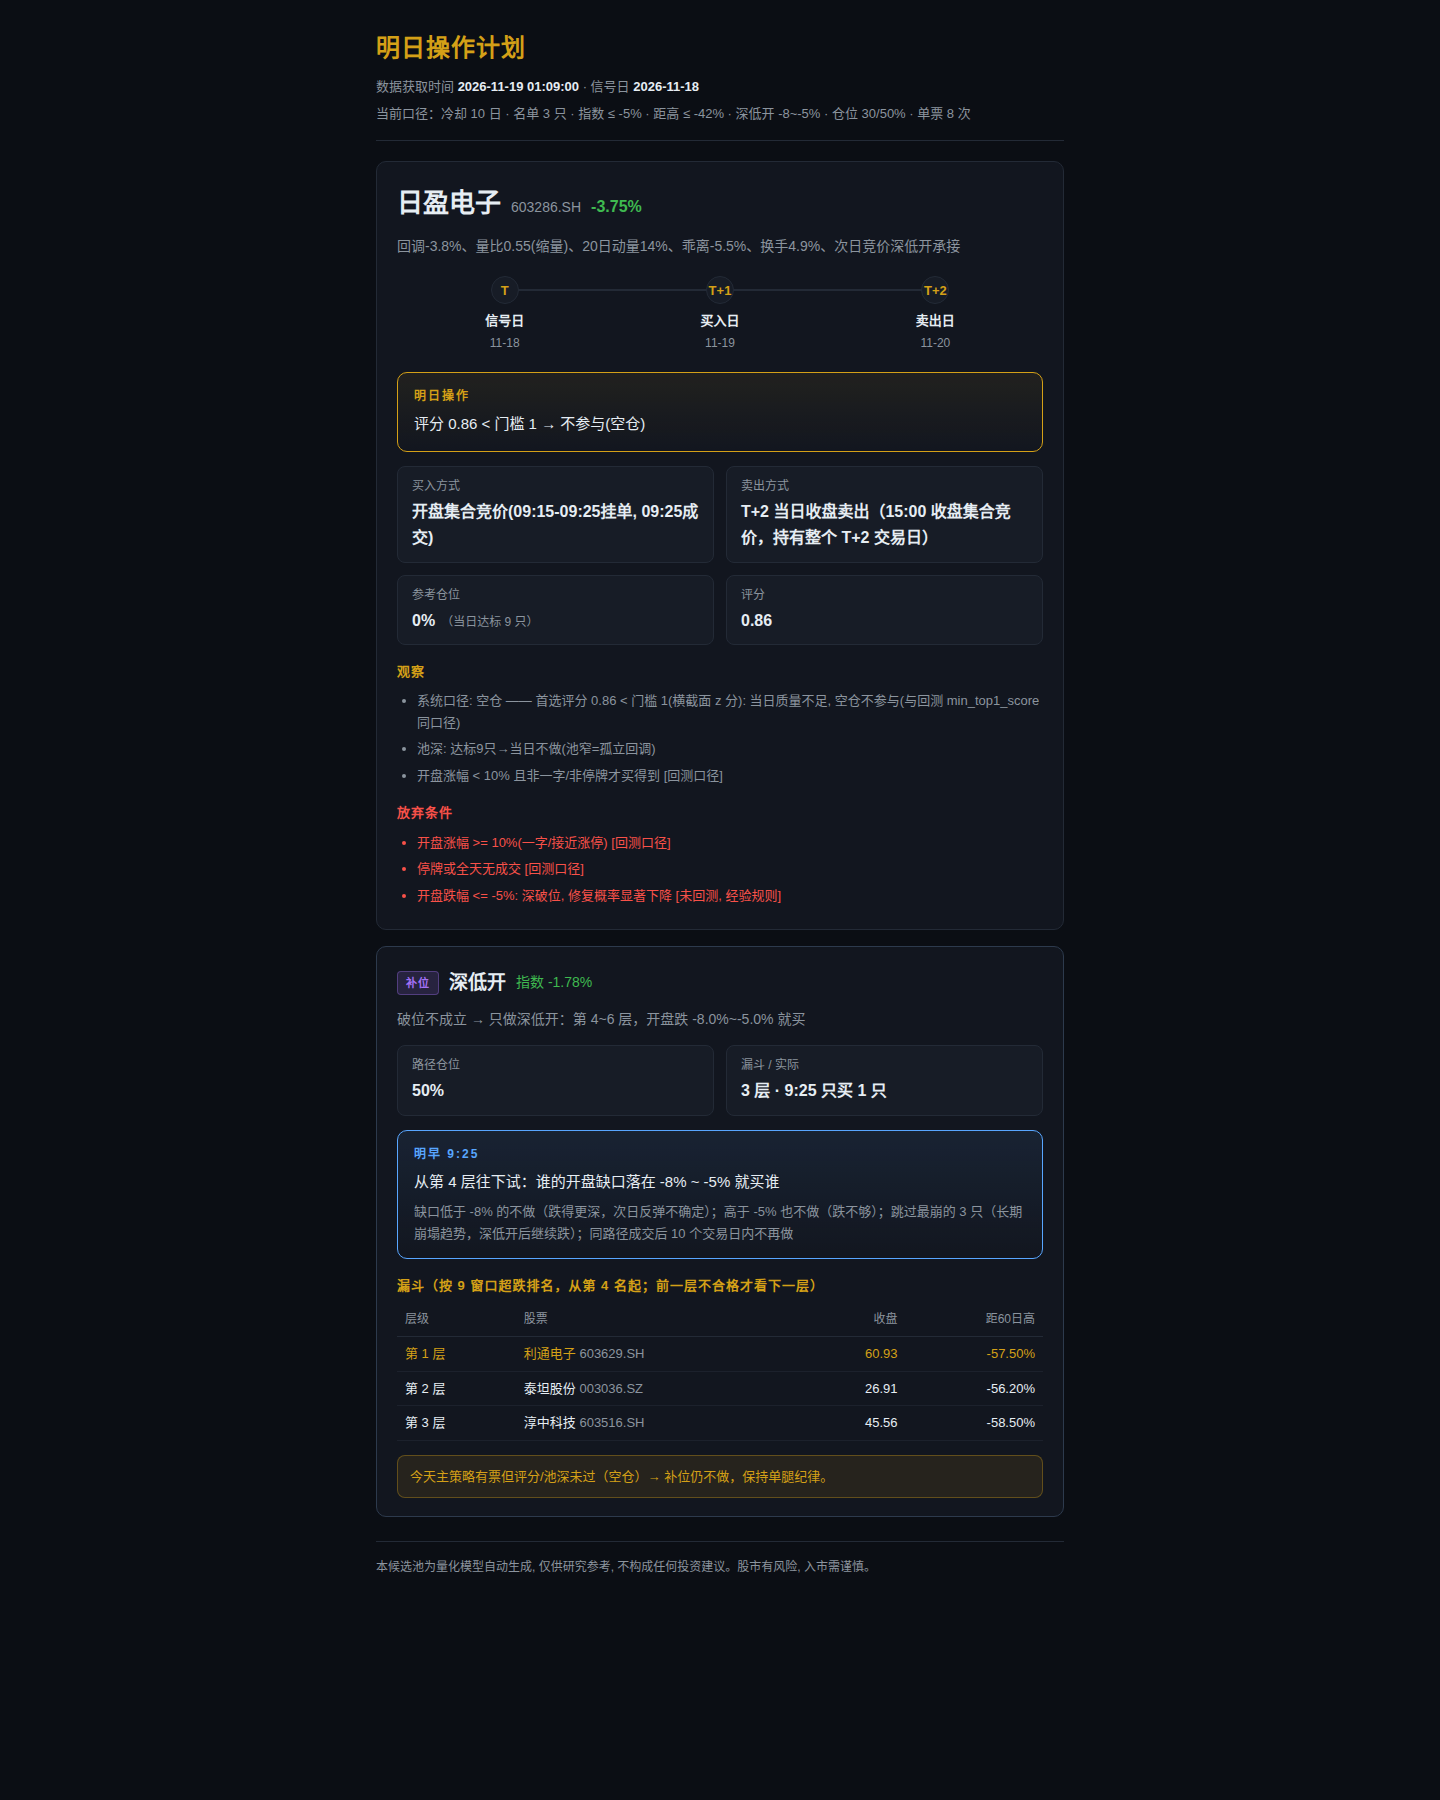 明日操作计划
数据获取时间 2026-11-19 01:09:00 · 信号日 2026-11-18
当前口径：冷却 10 日 · 名单 3 只 · 指数 ≤ -5% · 距高 ≤ -42% · 深低开 -8~-5% · 仓位 30/50% · 单票 8 次
日盈电子 603286.SH -3.75%
回调-3.8%、量比0.55(缩量)、20日动量14%、乖离-5.5%、换手4.9%、次日竞价深低开承接
T T+1 T+2
信号日 买入日 卖出日
11-18 11-19 11-20
明日操作
评分 0.86 < 门槛 1 → 不参与(空仓)
买入方式
开盘集合竞价(09:15-09:25挂单, 09:25成
交)
卖出方式
T+2 当日收盘卖出（15:00 收盘集合竞
价，持有整个 T+2 交易日）
参考仓位
0% （当日达标 9 只）
评分
0.86
观察
• 系统口径: 空仓 —— 首选评分 0.86 < 门槛 1(横截面 z 分): 当日质量不足, 空仓不参与(与回测 min_top1_score
同口径)
• 池深: 达标9只→当日不做(池窄=孤立回调)
• 开盘涨幅 < 10% 且非一字/非停牌才买得到 [回测口径]
放弃条件
• 开盘涨幅 >= 10%(一字/接近涨停) [回测口径]
• 停牌或全天无成交 [回测口径]
• 开盘跌幅 <= -5%: 深破位, 修复概率显著下降 [未回测, 经验规则]
补位 深低开 指数 -1.78%
破位不成立 → 只做深低开：第 4~6 层，开盘跌 -8.0%~-5.0% 就买
路径仓位
50%
漏斗 / 实际
3 层 · 9:25 只买 1 只
明早 9:25
从第 4 层往下试：谁的开盘缺口落在 -8% ~ -5% 就买谁
缺口低于 -8% 的不做（跌得更深，次日反弹不确定）；高于 -5% 也不做（跌不够）；跳过最崩的 3 只（长期
崩塌趋势，深低开后继续跌）；同路径成交后 10 个交易日内不再做
漏斗（按 9 窗口超跌排名，从第 4 名起；前一层不合格才看下一层）
层级 股票 收盘 距60日高
第 1 层 利通电子 603629.SH 60.93 -57.50%
第 2 层 泰坦股份 003036.SZ 26.91 -56.20%
第 3 层 淳中科技 603516.SH 45.56 -58.50%
今天主策略有票但评分/池深未过（空仓）→ 补位仍不做，保持单腿纪律。
本候选池为量化模型自动生成, 仅供研究参考, 不构成任何投资建议。股市有风险, 入市需谨慎。